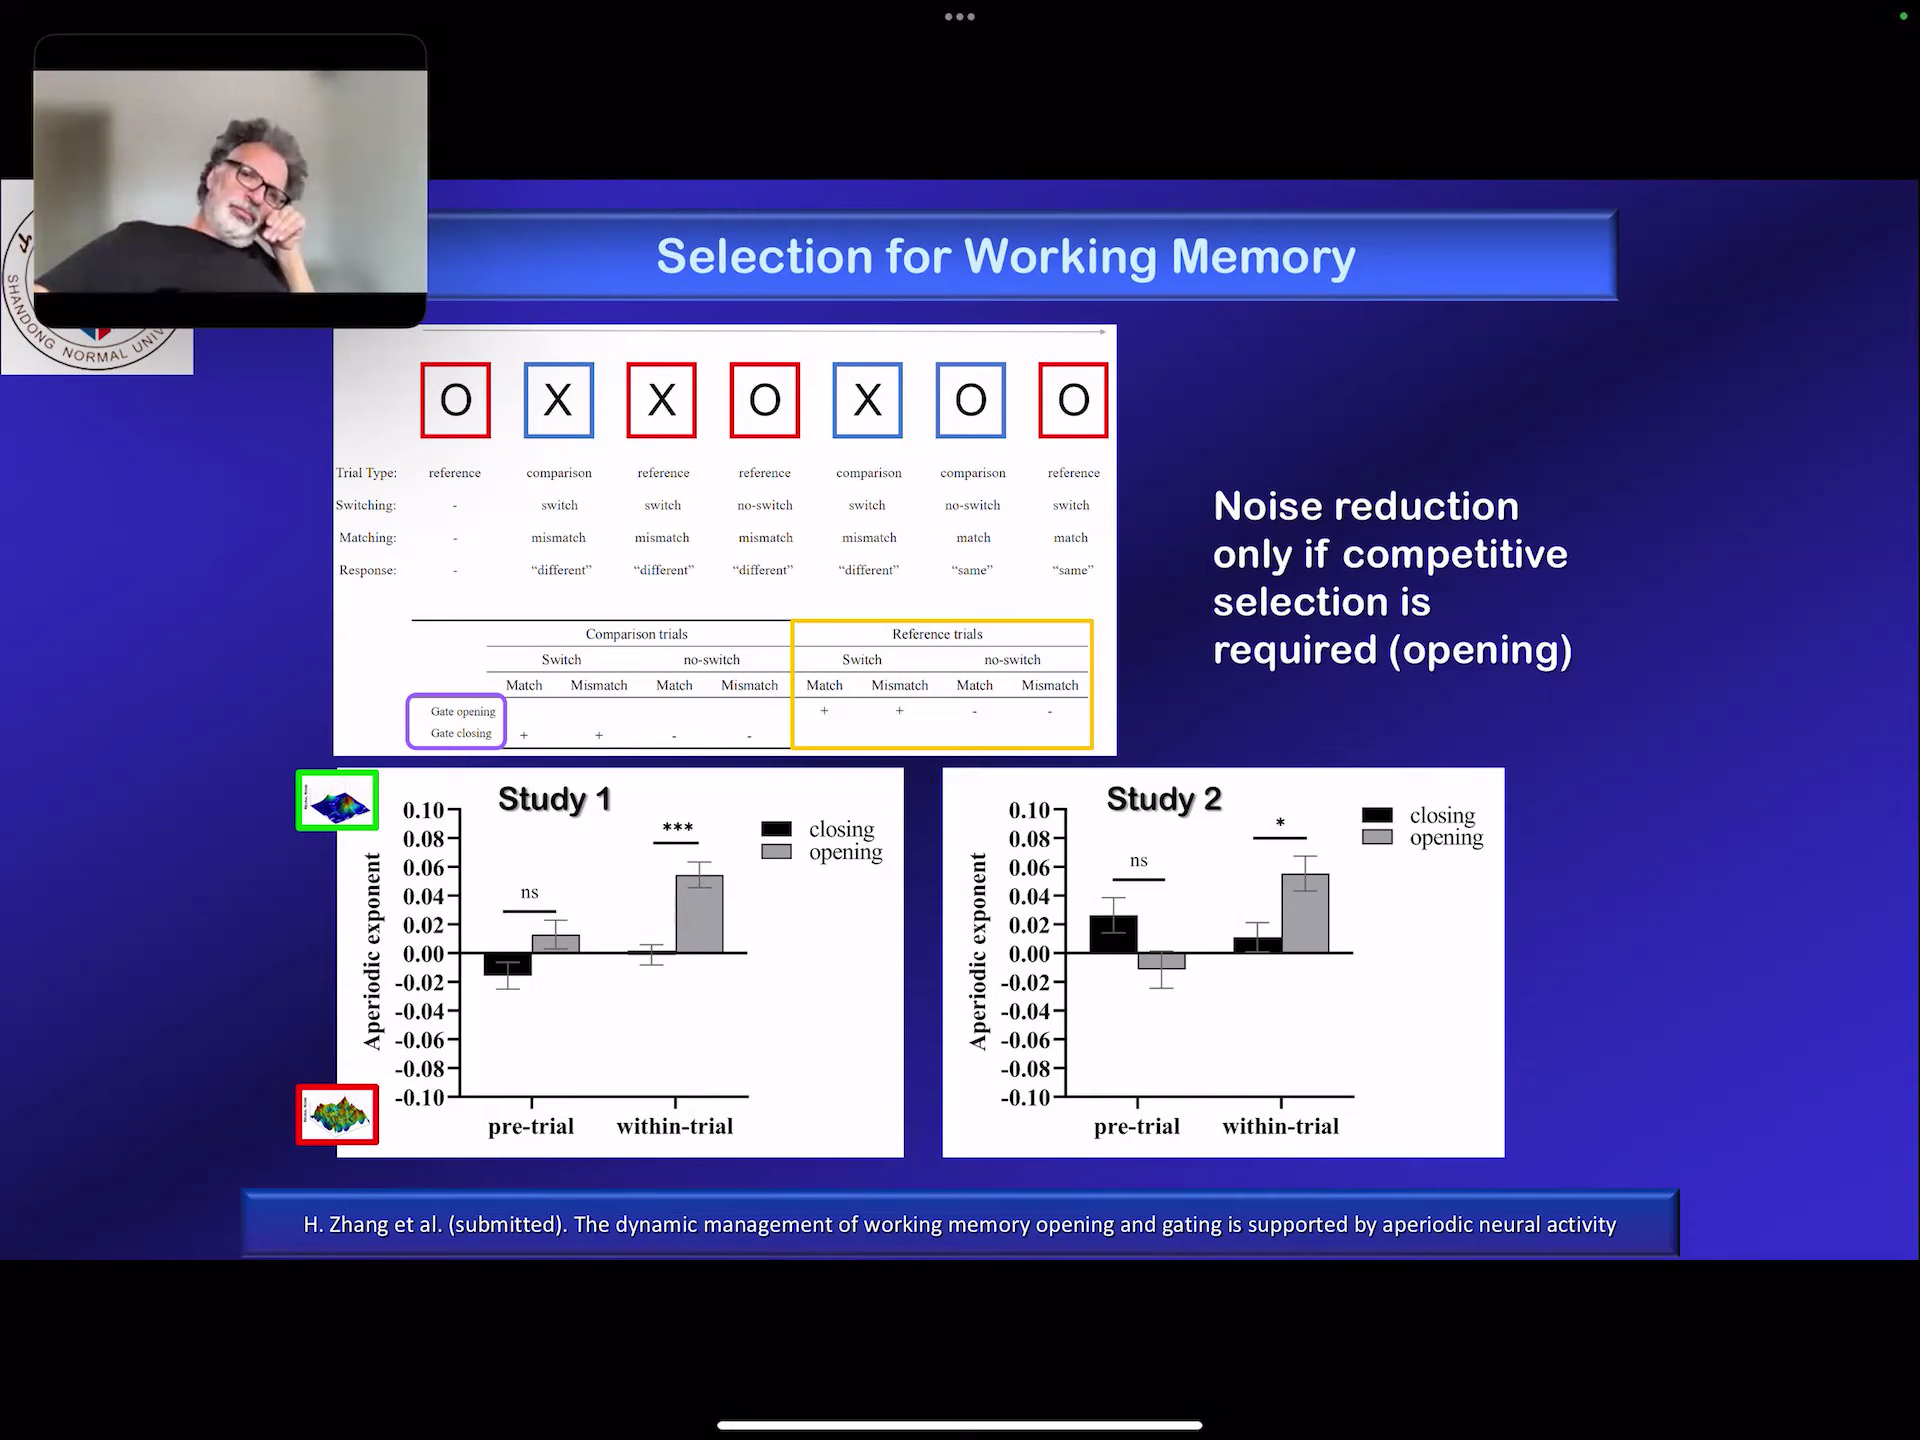 Selection for Working Memory
SHANDONG NORMAL UNIV
O X X O X O O
Trial Type: reference comparison reference reference comparison comparison reference
Switching: - switch switch no-switch switch no-switch switch
Matching: - mismatch mismatch mismatch mismatch match match
Response: - “different” “different” “different” “different” “same” “same”
Comparison trials Reference trials
Switch no-switch Switch no-switch
Match Mismatch Match Mismatch Match Mismatch Match Mismatch
Gate opening + + - -
Gate closing + + - -
Noise reduction
only if competitive
selection is
required (opening)
Study 1
closing
opening
Aperiodic exponent
0.10
0.08
0.06
0.04
0.02
0.00
-0.02
-0.04
-0.06
-0.08
-0.10
ns
***
pre-trial within-trial
Study 2
closing
opening
Aperiodic exponent
0.10
0.08
0.06
0.04
0.02
0.00
-0.02
-0.04
-0.06
-0.08
-0.10
ns
*
pre-trial within-trial
H. Zhang et al. (submitted). The dynamic management of working memory opening and gating is supported by aperiodic neural activity